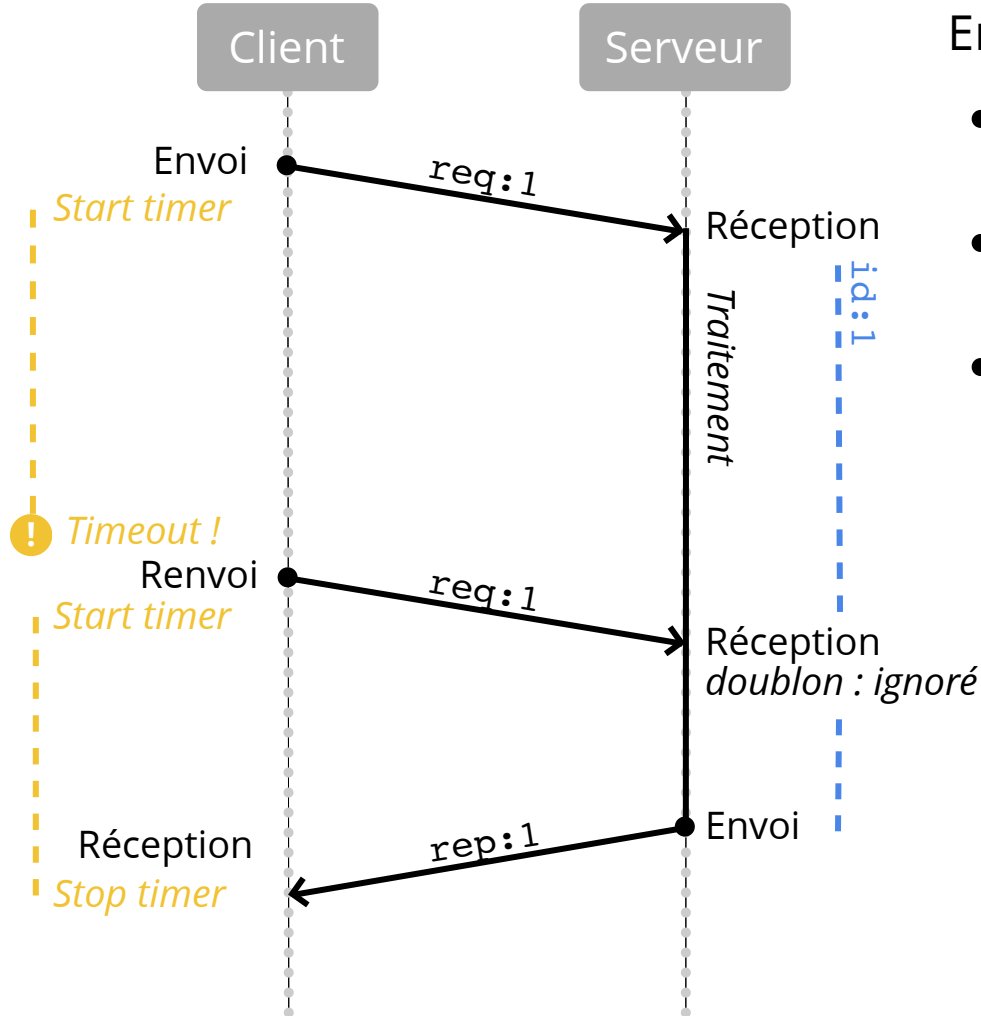 Client
Serveur
Envoi
req:1
Start timer
Réception
id:1
Traitement
Timeout !
Renvoi
req:1
Start timer
Réception
doublon : ignoré
rep:1
Envoi
Réception
Stop timer